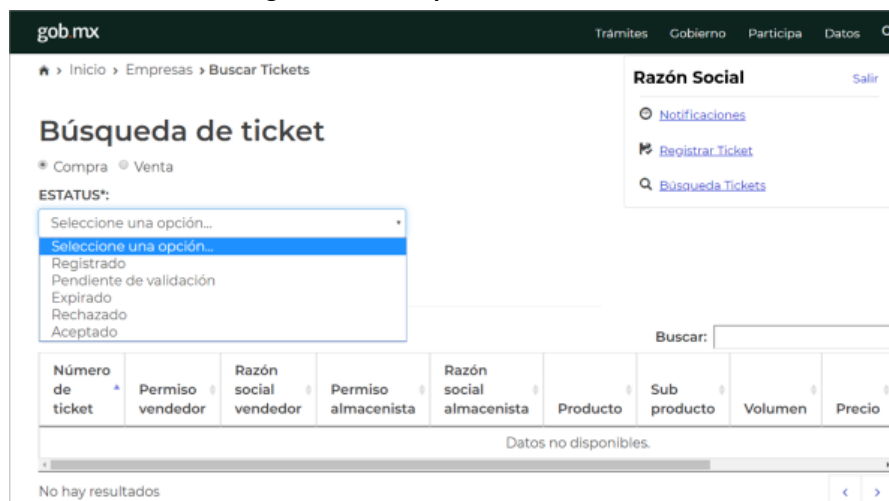 gob.mx
Trámites Gobierno Participa Datos
Inicio > Empresas > Buscar Tickets
Razón Social
Salir
Notificaciones
Registrar Ticket
Búsqueda Tickets
Búsqueda de ticket
Compra Venta
ESTATUS*:
Seleccione una opción...
Seleccione una opción...
Registrado
Pendiente de validación
Expirado
Rechazado
Aceptado
Buscar:
Número de ticket
Permiso vendedor
Razón social vendedor
Permiso almacenista
Razón social almacenista
Producto
Sub producto
Volumen
Precio
Datos no disponibles.
No hay resultados